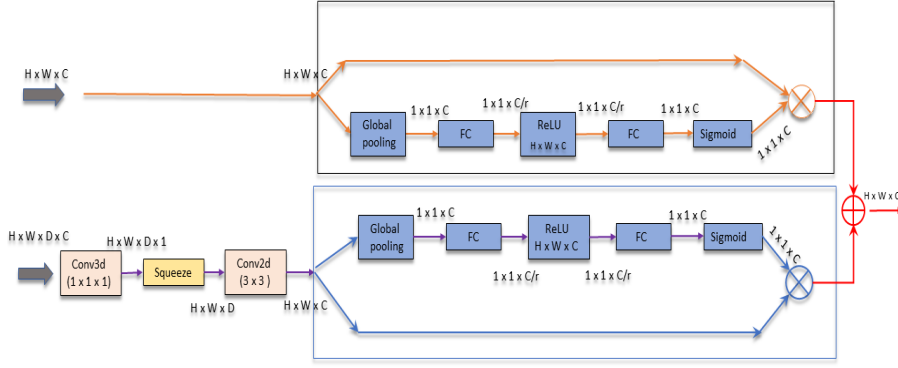 H x W x C
H x W x C
Global
pooling
1 x 1 x C
FC
1 x 1 x C/r
ReLU
H x W x C
1 x 1 x C/r
FC
1 x 1 x C
Sigmoid
1 x 1 x C
H x W x C
H x W x D x C
Conv3d
(1 x 1 x 1)
H x W x D x 1
Squeeze
H x W x D
Conv2d
(3 x 3 )
H x W x C
Global
pooling
1 x 1 x C
FC
1 x 1 x C/r
ReLU
H x W x C
1 x 1 x C/r
FC
1 x 1 x C
Sigmoid
1 x 1 x C